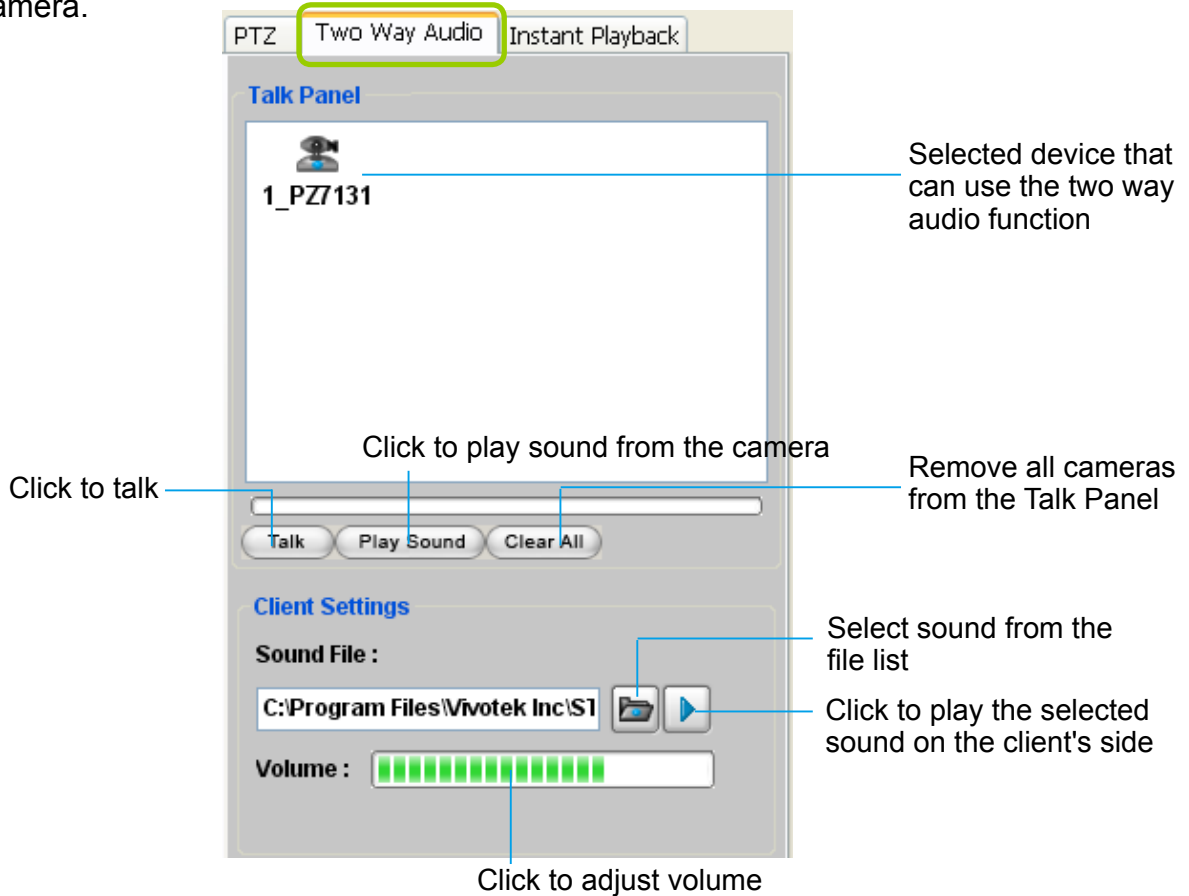 amera.
PTZ Two Way Audio Instant Playback
Talk Panel
1_PZ7131
Selected device that
can use the two way
audio function
Click to play sound from the camera
Click to talk
Remove all cameras
from the Talk Panel
Talk Play Sound Clear All
Client Settings
Sound File :
C:\Program Files\Vivotek Inc\ST
Select sound from the
file list
Click to play the selected
sound on the client's side
Volume :
Click to adjust volume